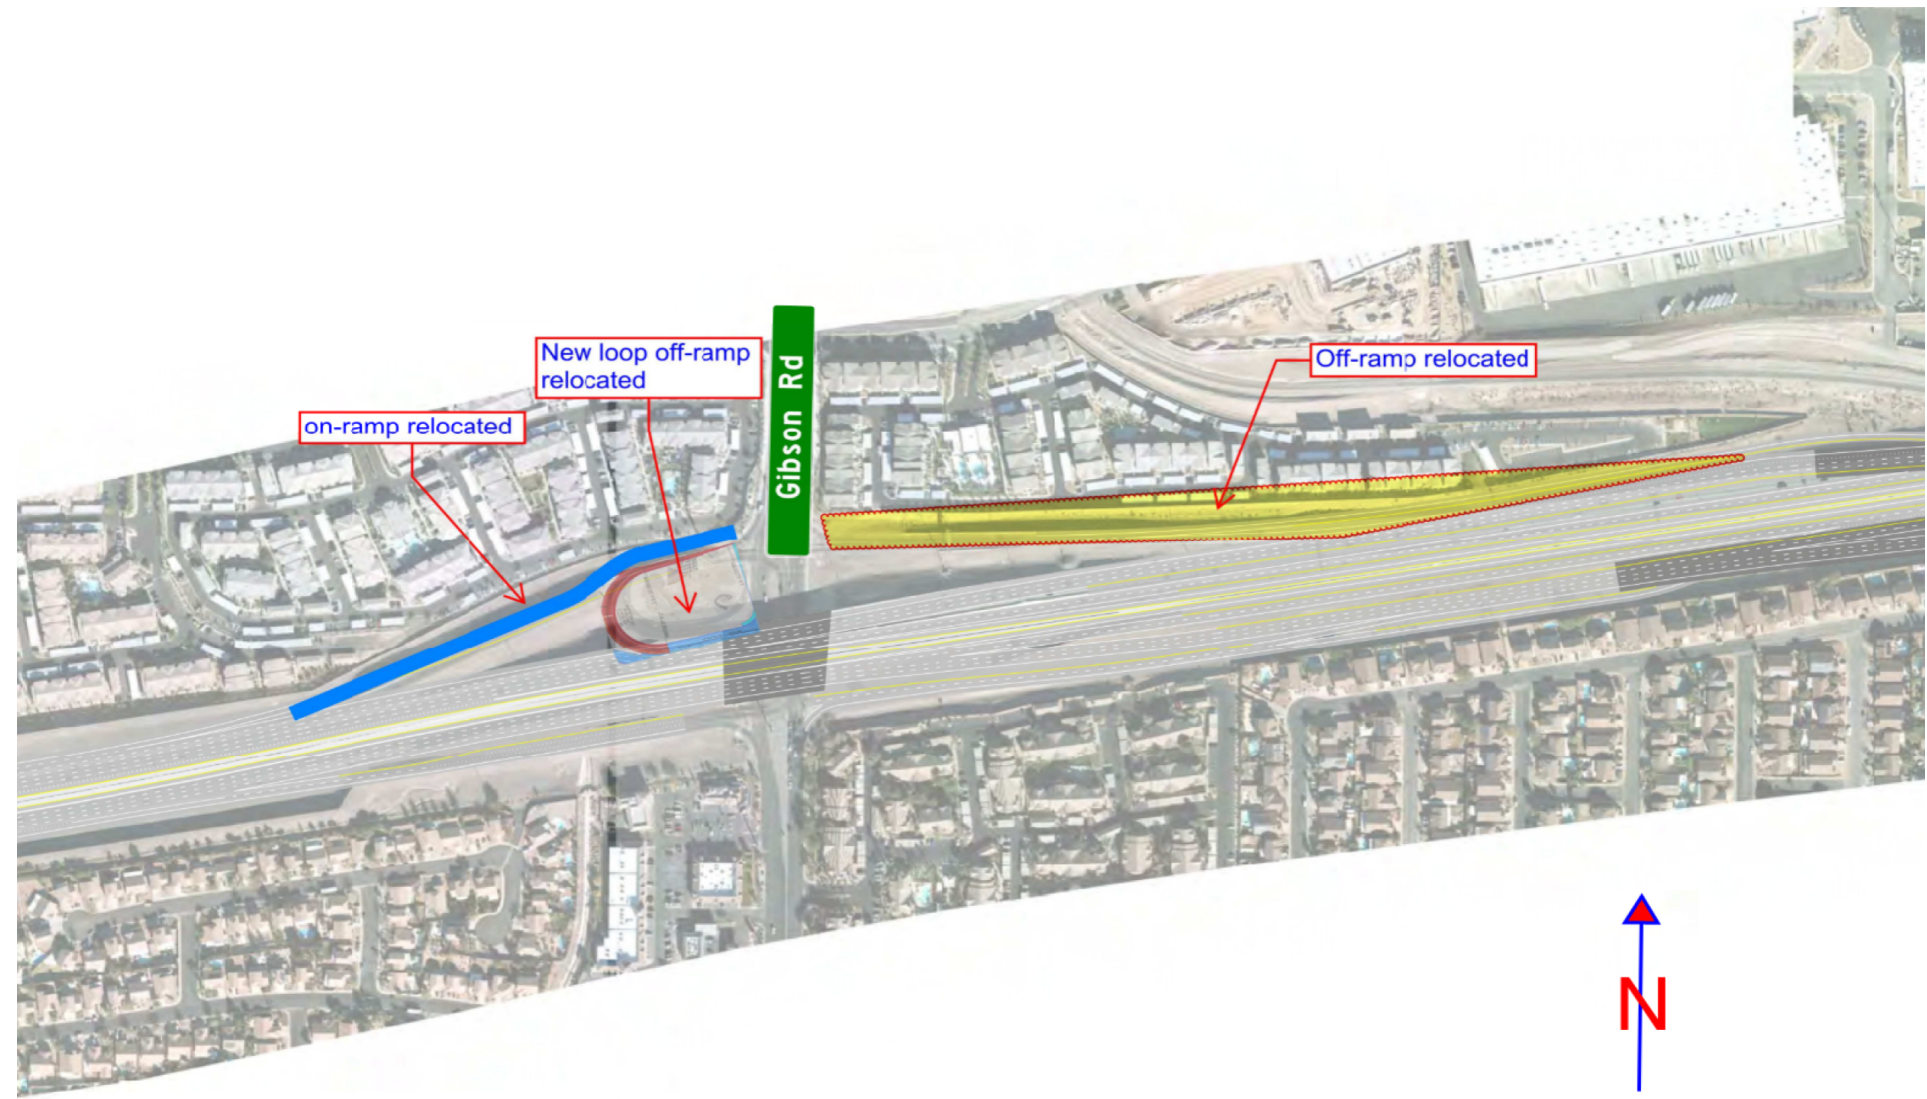 New loop off-ramp
relocated
Gibson Rd
Off-ramp relocated
on-ramp relocated
N